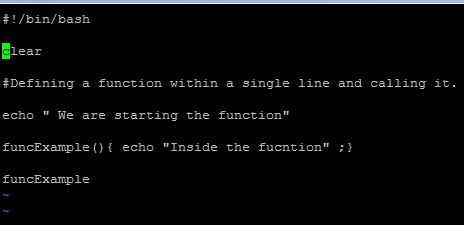 #!/bin/bash
clear
#Defining a function within a single line and calling it.
echo " We are starting the function"
funcExample(){ echo "Inside the fucntion" ;}
funcExample
~
~